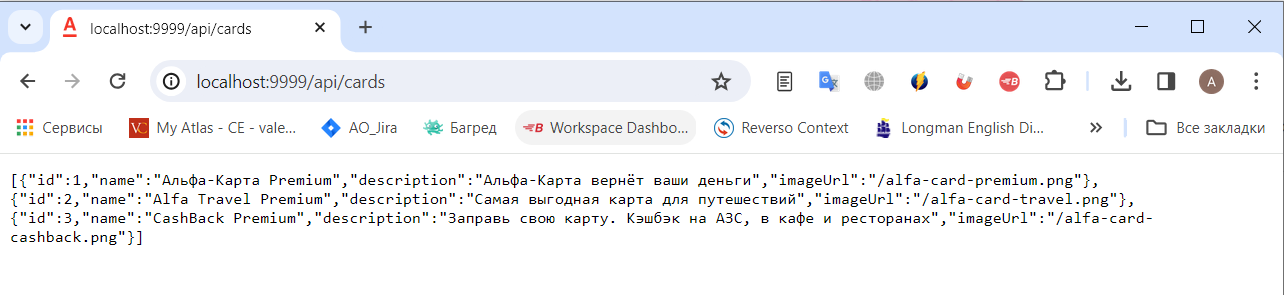 localhost:9999/api/cards
localhost:9999/api/cards
A
Сервисы My Atlas - CE - vale... AO_Jira Багред Workspace Dashbo... Reverso Context Longman English Di... Все закладки
[{"id":1,"name":"Альфа-Карта Premium","description":"Альфа-Карта вернёт ваши деньги","imageUrl":"/alfa-card-premium.png"},
{"id":2,"name":"Alfa Travel Premium","description":"Самая выгодная карта для путешествий","imageUrl":"/alfa-card-travel.png"},
{"id":3,"name":"CashBack Premium","description":"Заправь свою карту. Кэшбэк на АЗС, в кафе и ресторанах","imageUrl":"/alfa-card-
cashback.png"}]